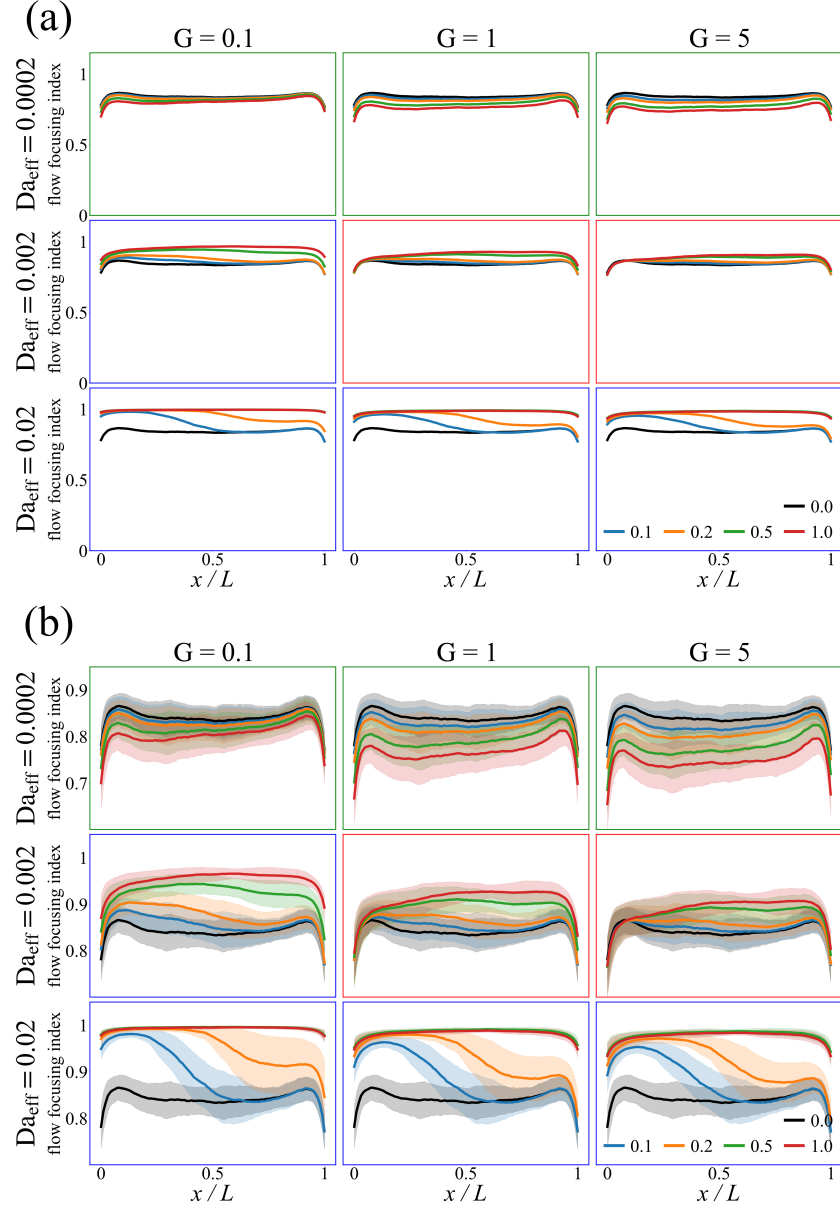 (a)
G = 0.1
G = 1
G = 5
Da_eff = 0.0002
flow focusing index
1
0.5
0
Da_eff = 0.002
flow focusing index
1
0.5
0
Da_eff = 0.02
flow focusing index
1
0.5
0
0.0
0.1 0.2 0.5 1.0
0 0.5 1
0 0.5 1
0 0.5 1
x / L
x / L
x / L
(b)
G = 0.1
G = 1
G = 5
Da_eff = 0.0002
flow focusing index
0.9
0.8
0.7
Da_eff = 0.002
flow focusing index
1
0.9
0.8
Da_eff = 0.02
flow focusing index
1
0.9
0.8
0.0
0.1 0.2 0.5 1.0
0 0.5 1
0 0.5 1
0 0.5 1
x / L
x / L
x / L